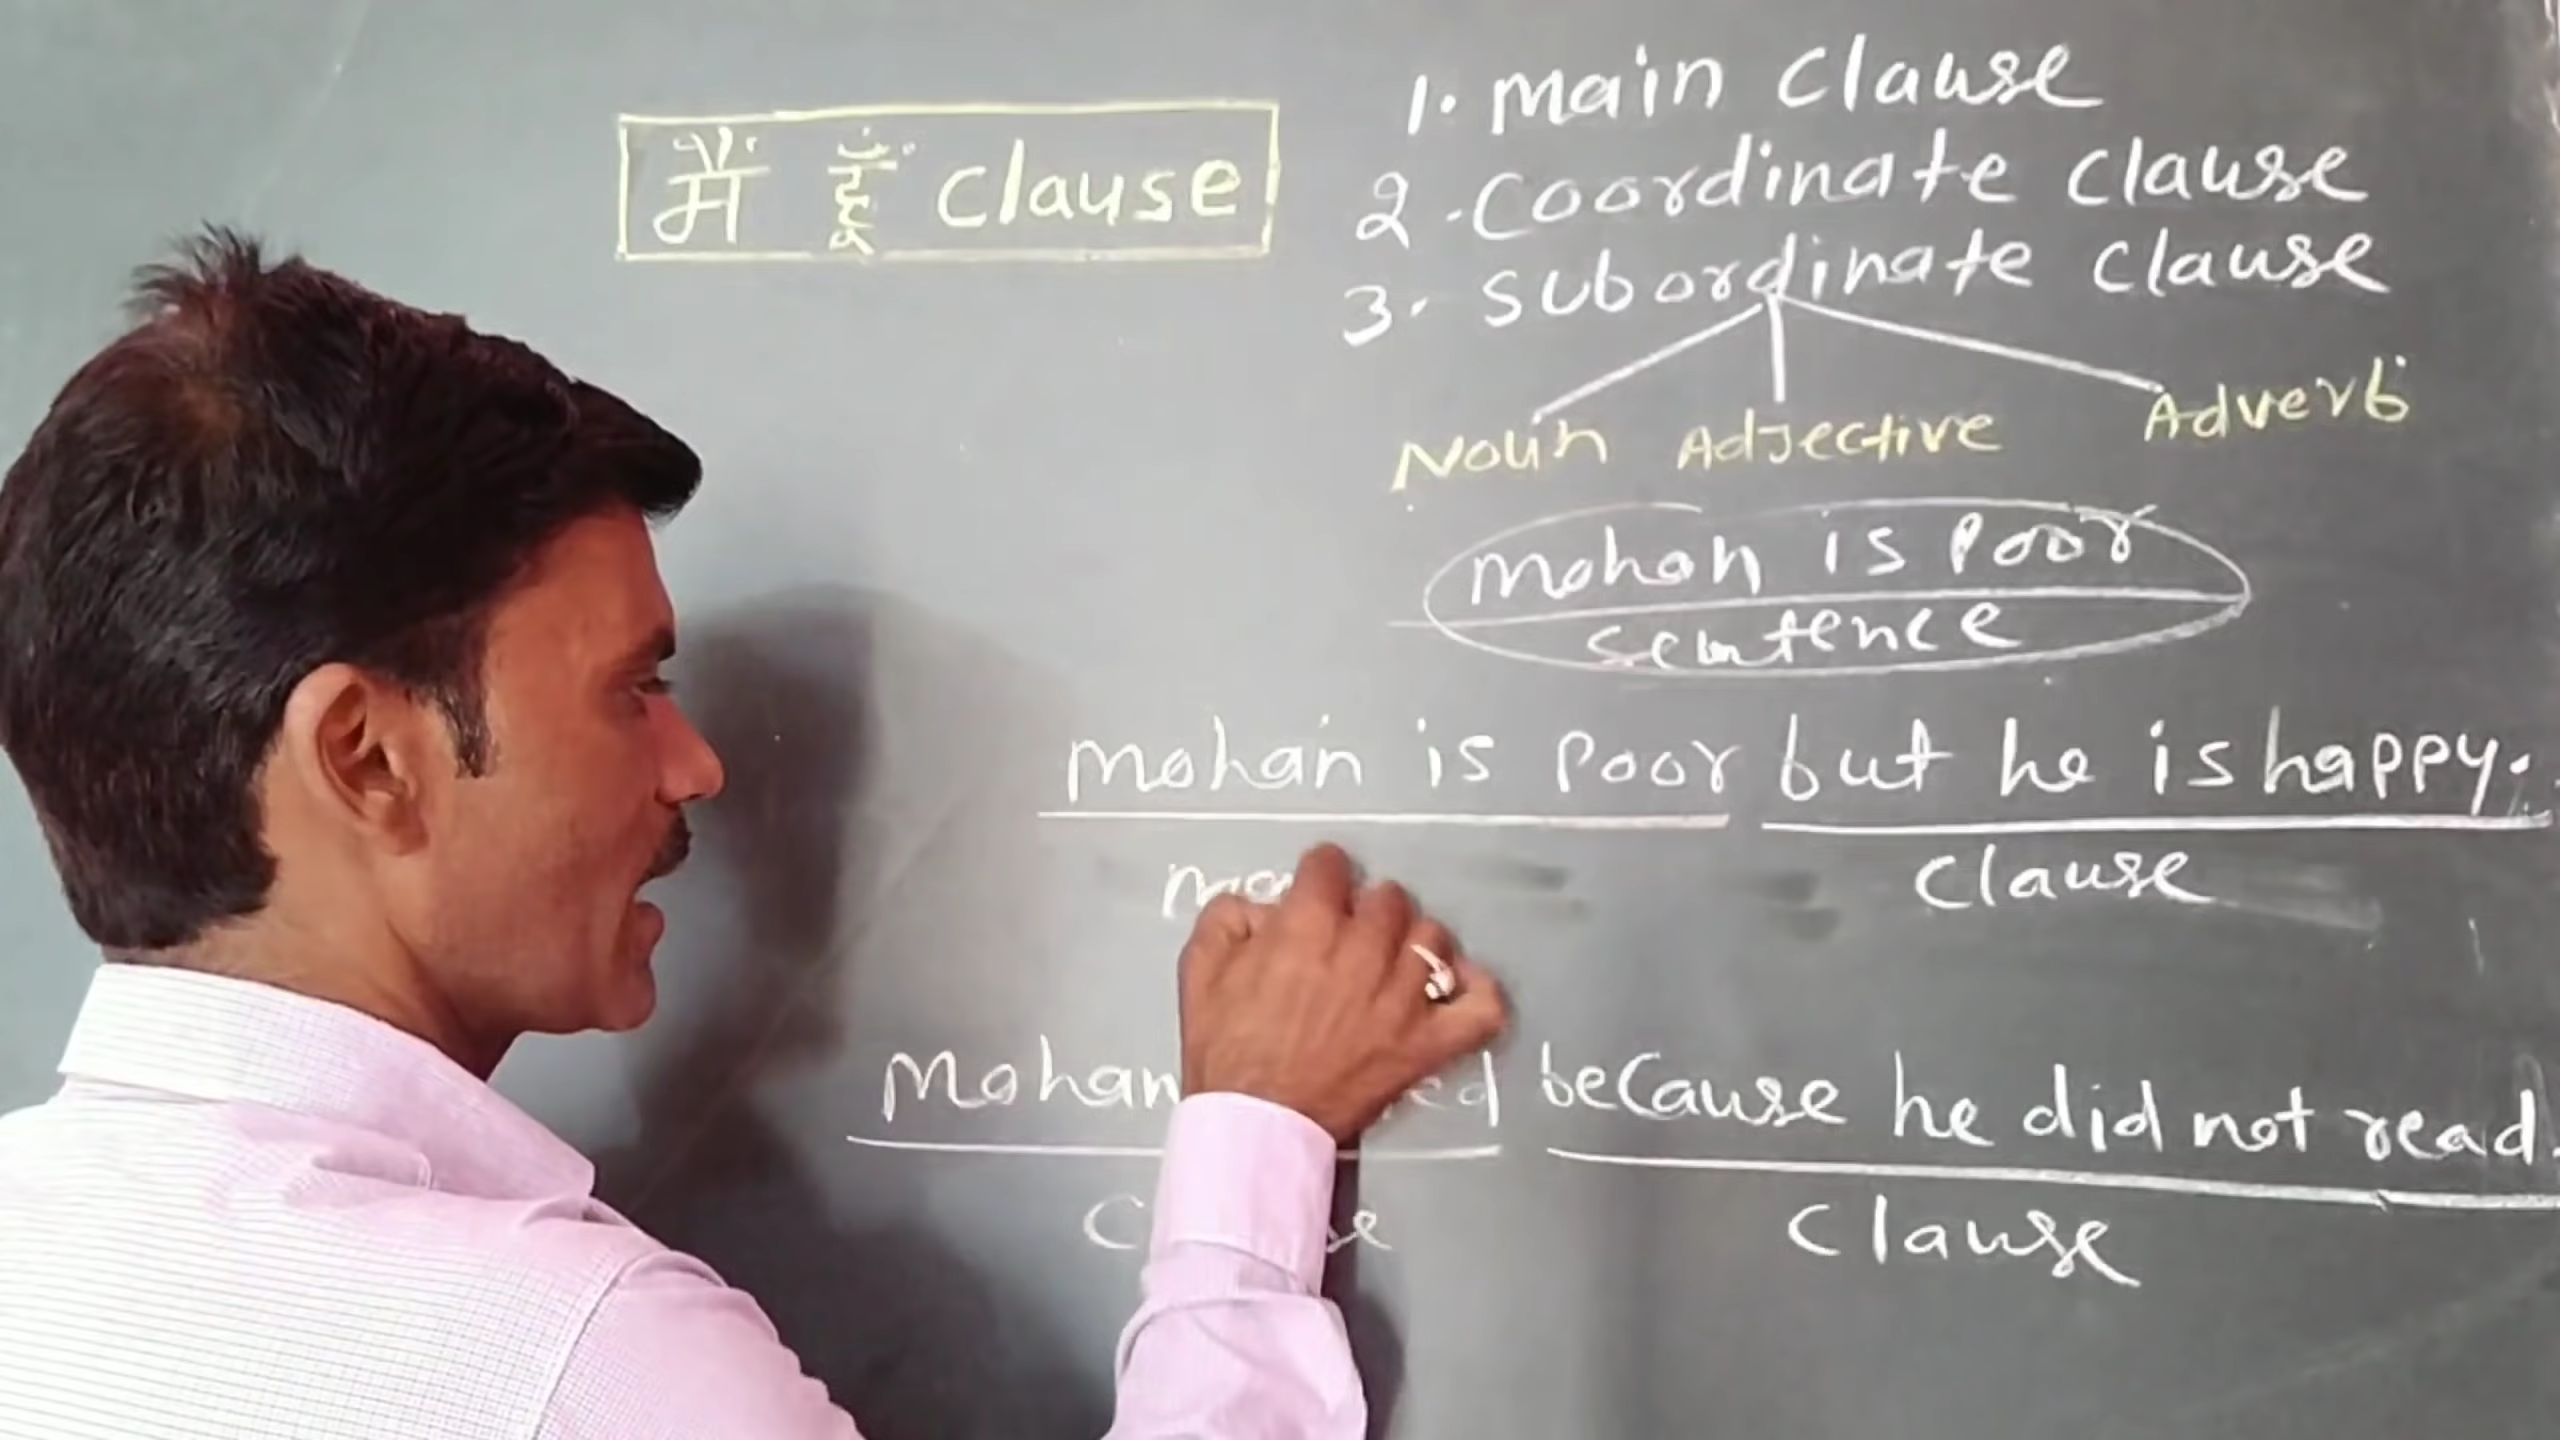 मैं हूँ clause
1. Main Clause
2. Coordinate clause
3. Subordinate clause
Noun Adjective Adverb
Mohan is Poor
sentence
Mohan is Poor but he is happy.
Clause
Mohan because he did not read.
Clause